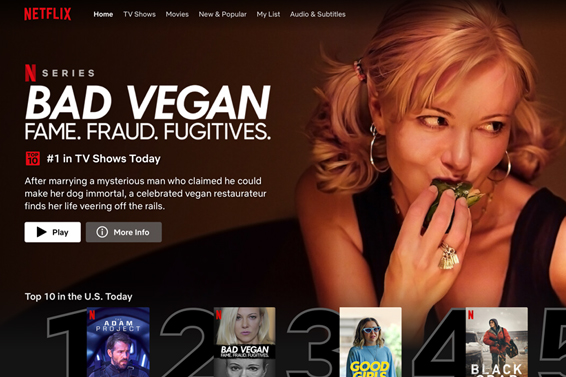 NETFLIX Home TV Shows Movies New & Popular My List Audio & Subtitles
N SERIES
BAD VEGAN
FAME. FRAUD. FUGITIVES.
TOP 10 #1 in TV Shows Today
After marrying a mysterious man who claimed he could
make her dog immortal, a celebrated vegan restaurateur
finds her life veering off the rails.
Play More Info
Top 10 in the U.S. Today
1 N ADAM PROJECT
2 N BAD VEGAN
FAME. FRAUD. FUGITIVES.
3 GOOD GIRLS
4 N BLACK
5